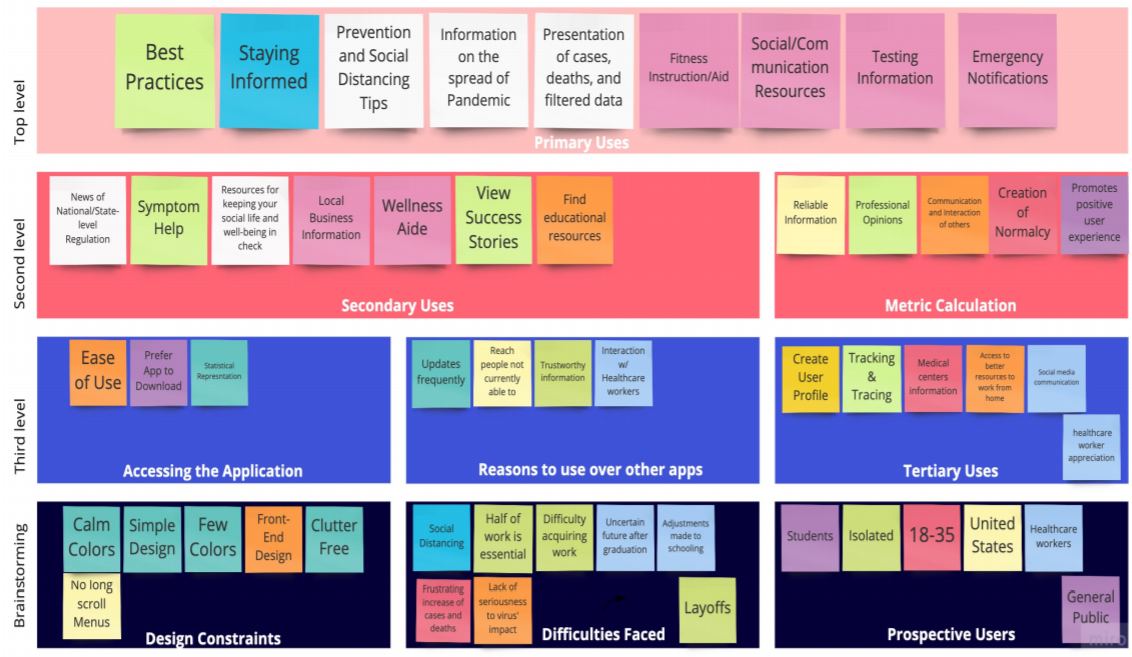 Top level
Best
Practices
Staying
Informed
Prevention
and Social
Distancing
Tips
Information
on the
spread of
Pandemic
Presentation
of cases,
deaths, and
filtered data
Fitness
Instruction/Aid
Social/Com
munication
Resources
Testing
Information
Emergency
Notifications
Primary Uses
Second level
News of
National/State-
level
Regulation
Symptom
Help
Resources for
keeping your
social life and
well-being in
check
Local
Business
Information
Wellness
Aide
View
Success
Stories
Find
educational
resources
Secondary Uses
Reliable
Information
Professional
Opinions
Communication
and Interaction
of others
Creation
of
Normalcy
Promotes
positive
user
experience
Metric Calculation
Third level
Ease
of Use
Prefer
App to
Download
Statistical
Represntation
Accessing the Application
Updates
frequently
Reach
people not
currently
able to
Trustworthy
information
Interaction
w/
Healthcare
workers
Reasons to use over other apps
Create
User
Profile
Tracking
&
Tracing
Medical
centers
information
Access to
better
resources to
work from
home
Social media
communication
healthcare
worker
appreciation
Tertiary Uses
Brainstorming
Calm
Colors
Simple
Design
Few
Colors
Front-
End
Design
Clutter
Free
No long
scroll
Menus
Design Constraints
Social
Distancing
Half of
work is
essential
Difficulty
acquiring
work
Uncertain
future after
graduation
Adjustments
made to
schooling
Frustrating
increase of
cases and
deaths
Lack of
seriousness
to virus'
impact
Layoffs
Difficulties Faced
Students
Isolated
18-35
United
States
Healthcare
workers
General
Public
Prospective Users
miro